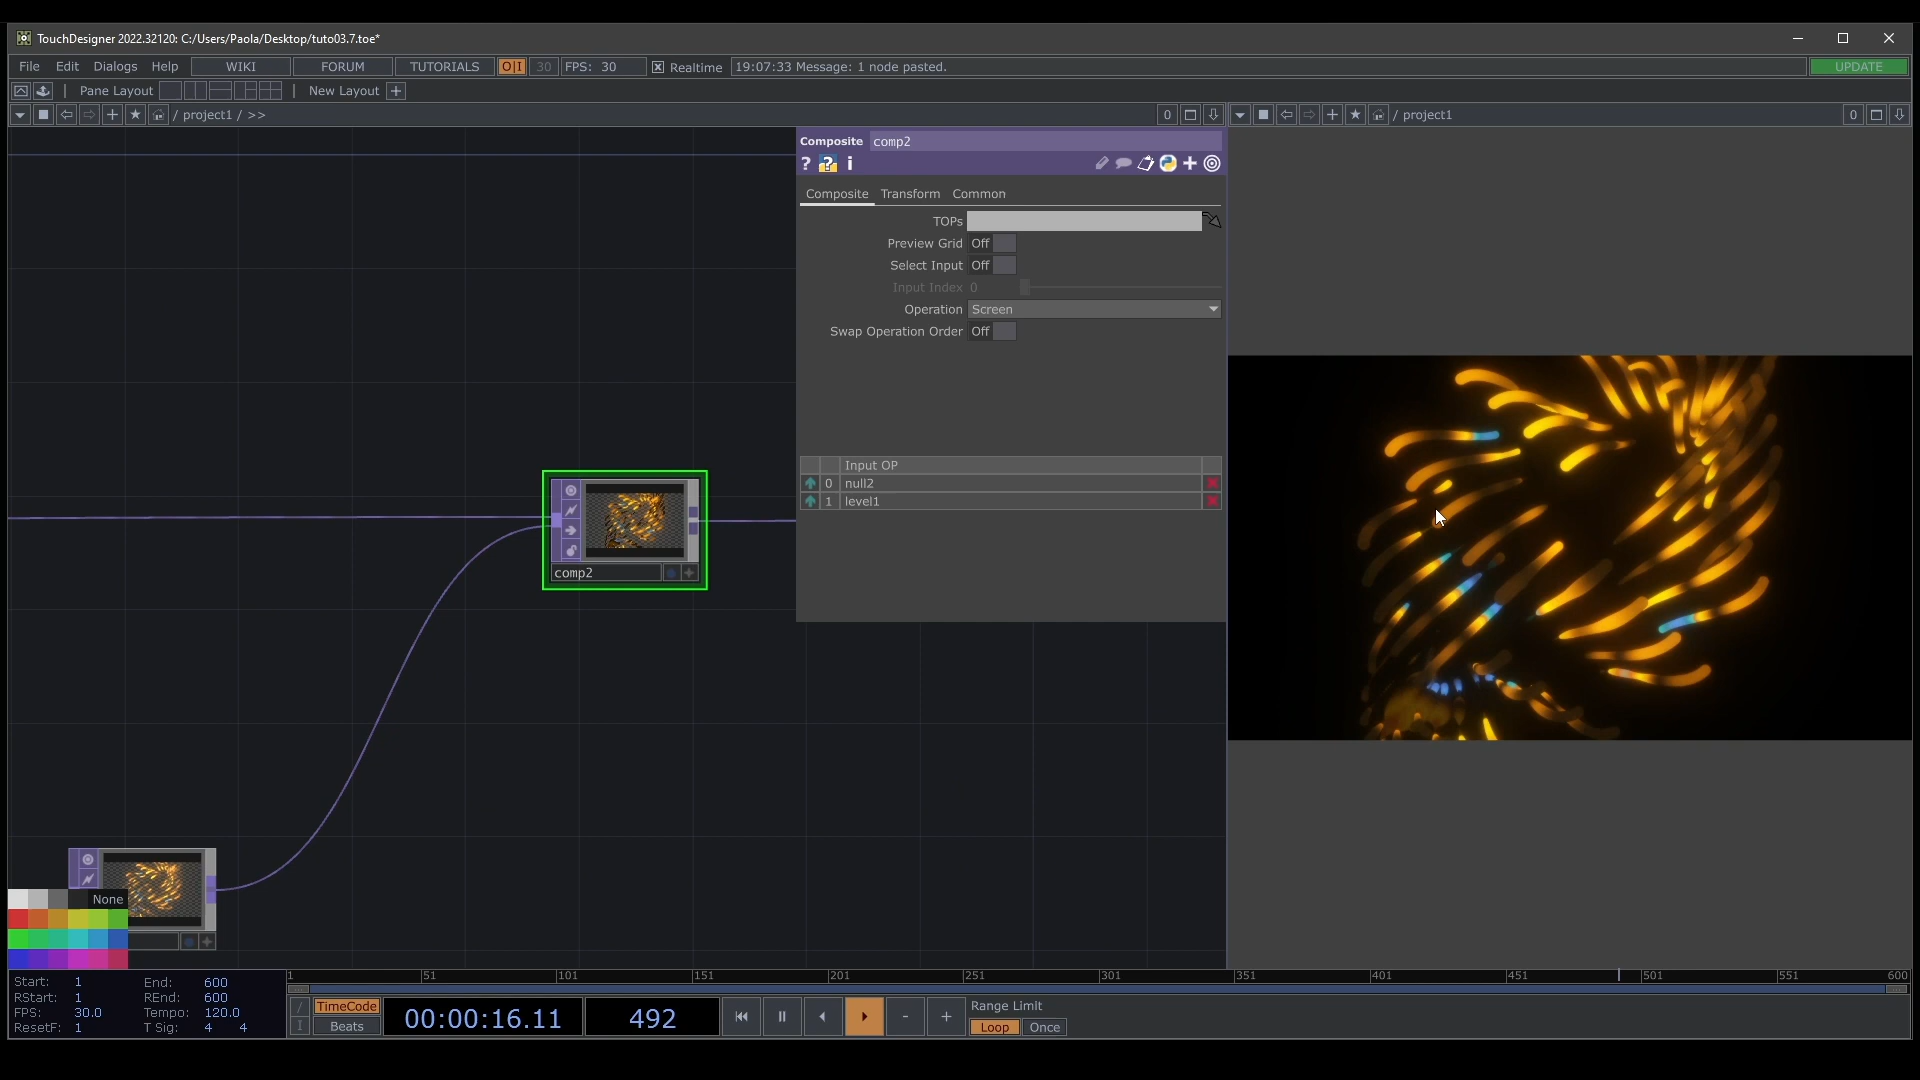 TouchDesigner 2022.32120: C:/Users/Paola/Desktop/tuto03.7.toe*
File Edit Dialogs Help WIKI FORUM TUTORIALS O|I 30 FPS: 30 Realtime 19:07:33 Message: 1 node pasted. UPDATE
Pane Layout | New Layout +
/ project1 / >> 0
/ project1 0
Composite comp2
? ? i
Composite Transform Common
TOPs
Preview Grid Off
Select Input Off
Input Index 0
Operation Screen
Swap Operation Order Off
Input OP
0 null2
1 level1
comp2
None
1 51 101 151 201 251 301 351 401 451 501 551 600
Start: 1 End: 600
RStart: 1 REnd: 600
FPS: 30.0 Tempo: 120.0
ResetF: 1 T Sig: 4 4
/ TimeCode
I Beats
00:00:16.11 492
- +
Range Limit
Loop Once